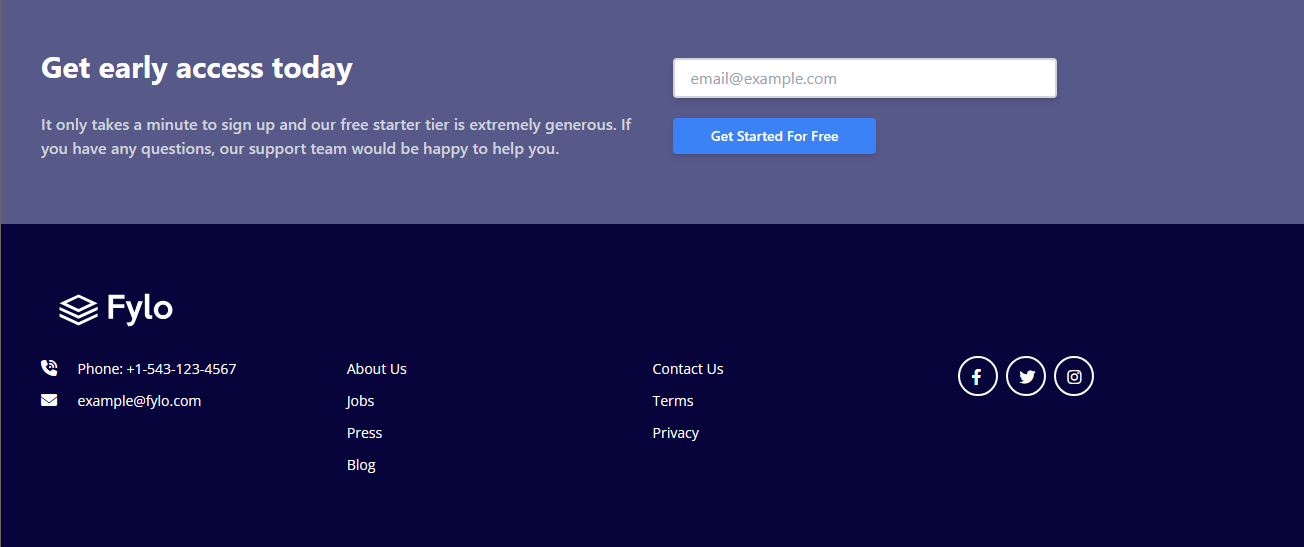 Get early access today
It only takes a minute to sign up and our free starter tier is extremely generous. If
you have any questions, our support team would be happy to help you.
email@example.com
Get Started For Free
Fylo
Phone: +1-543-123-4567
example@fylo.com
About Us
Jobs
Press
Blog
Contact Us
Terms
Privacy